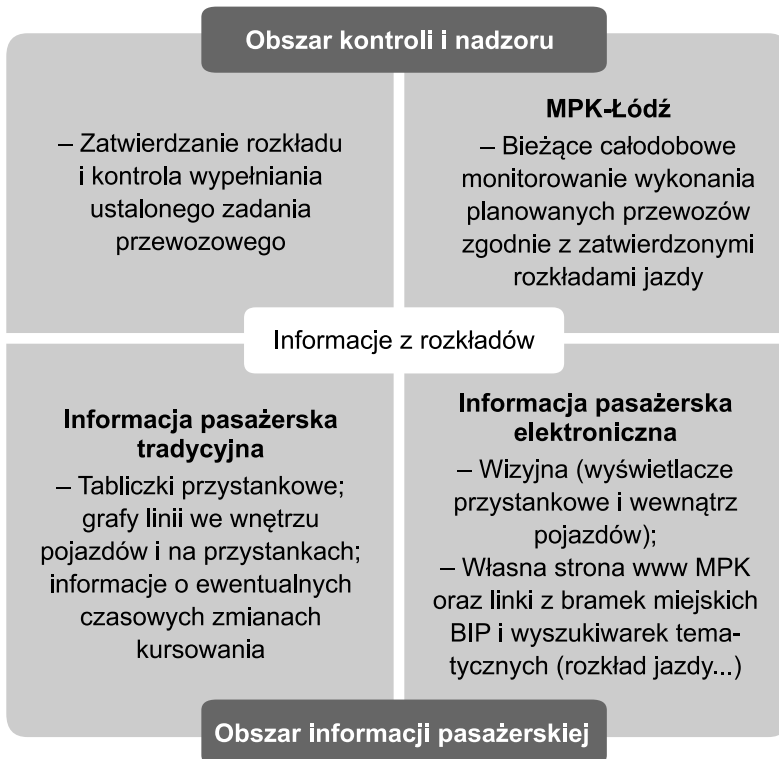 Obszar kontroli i nadzoru
– Zatwierdzanie rozkładu
i kontrola wypełniania
ustalonego zadania
przewozowego
MPK-Łódź
– Bieżące całodobowe
monitorowanie wykonania
planowanych przewozów
zgodnie z zatwierdzonymi
rozkładami jazdy
Informacje z rozkładów
Informacja pasażerska
tradycyjna
– Tabliczki przystankowe;
grafy linii we wnętrzu
pojazdów i na przystankach;
informacje o ewentualnych
czasowych zmianach
kursowania
Informacja pasażerska
elektroniczna
– Wizyjna (wyświetlacze
przystankowe i wewnątrz
pojazdów);
– Własna strona www MPK
oraz linki z bramek miejskich
BIP i wyszukiwarek tema-
tycznych (rozkład jazdy...)
Obszar informacji pasażerskiej